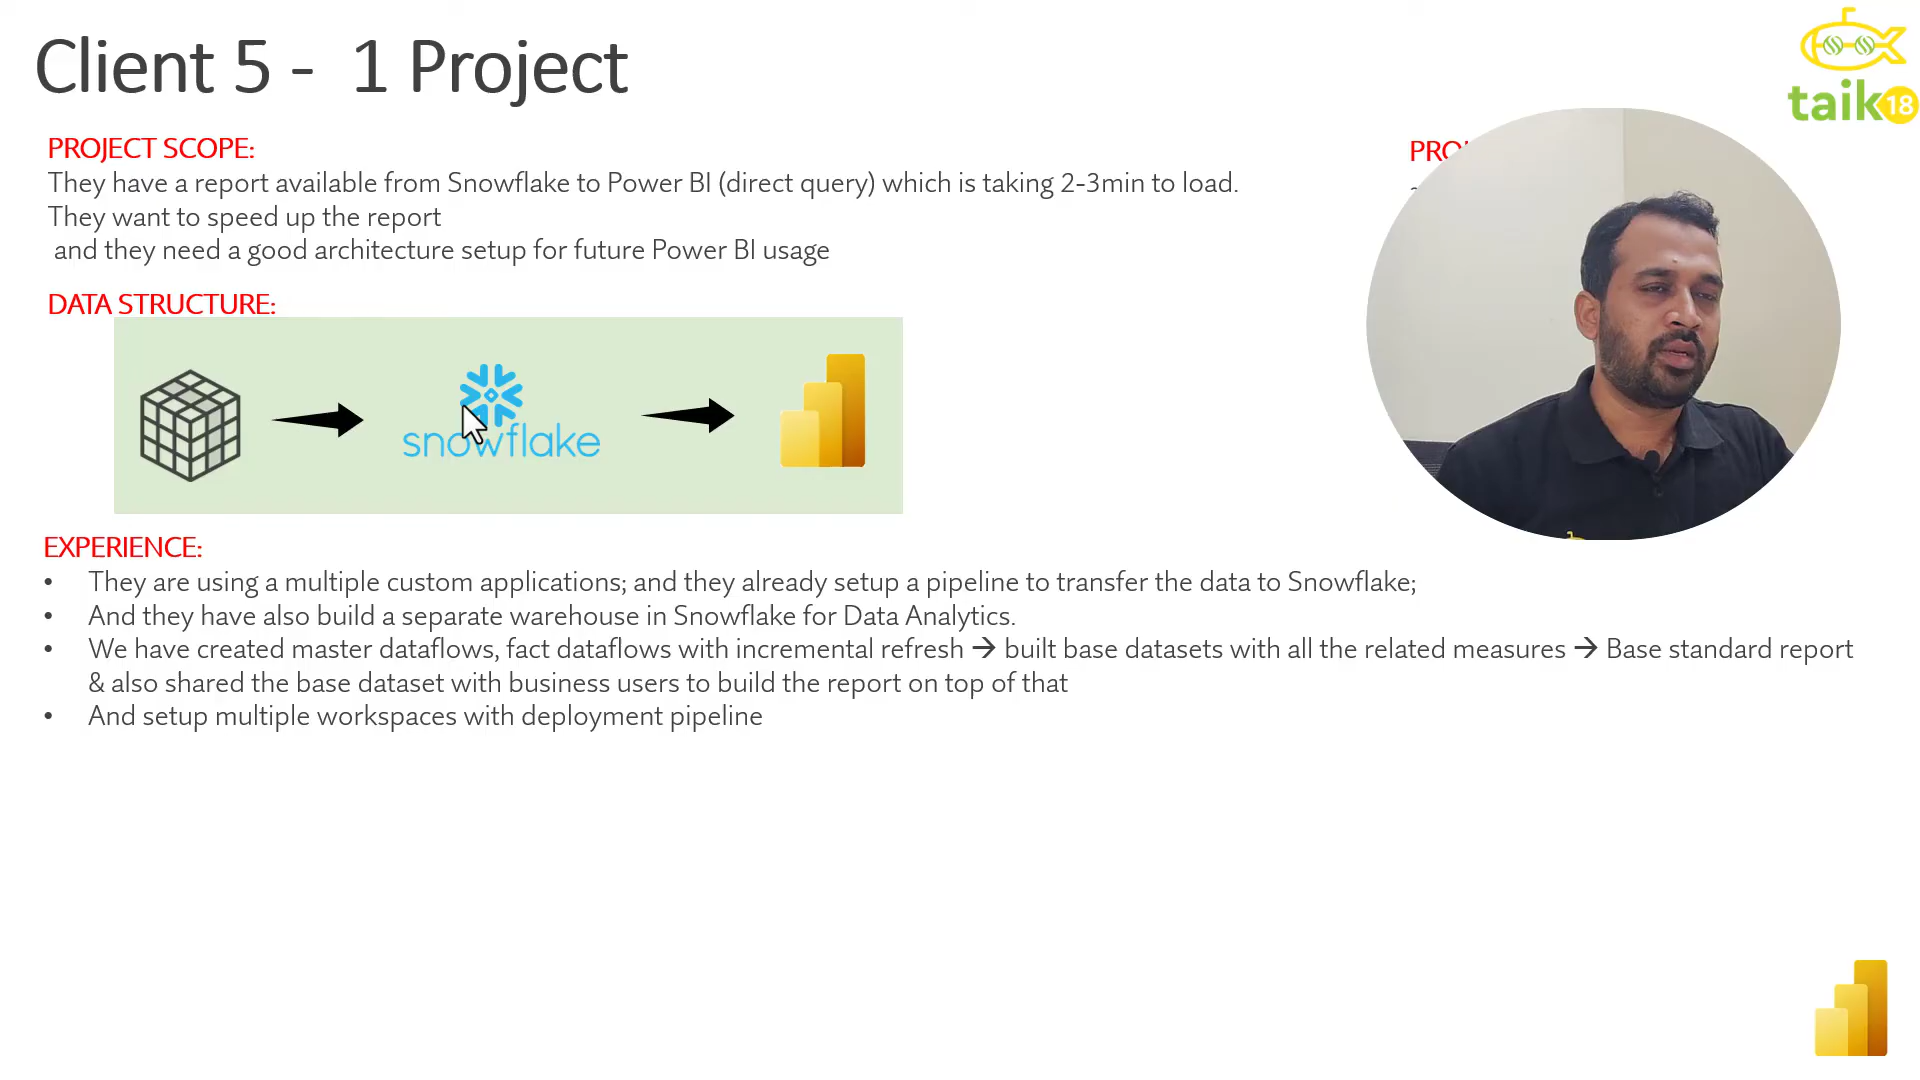 Client 5 - 1 Project
taik18
PROJECT SCOPE:
They have a report available from Snowflake to Power BI (direct query) which is taking 2-3min to load.
They want to speed up the report
and they need a good architecture setup for future Power BI usage
DATA STRUCTURE:
snowflake
EXPERIENCE:
• They are using a multiple custom applications; and they already setup a pipeline to transfer the data to Snowflake;
• And they have also build a separate warehouse in Snowflake for Data Analytics.
• We have created master dataflows, fact dataflows with incremental refresh → built base datasets with all the related measures → Base standard report
& also shared the base dataset with business users to build the report on top of that
• And setup multiple workspaces with deployment pipeline